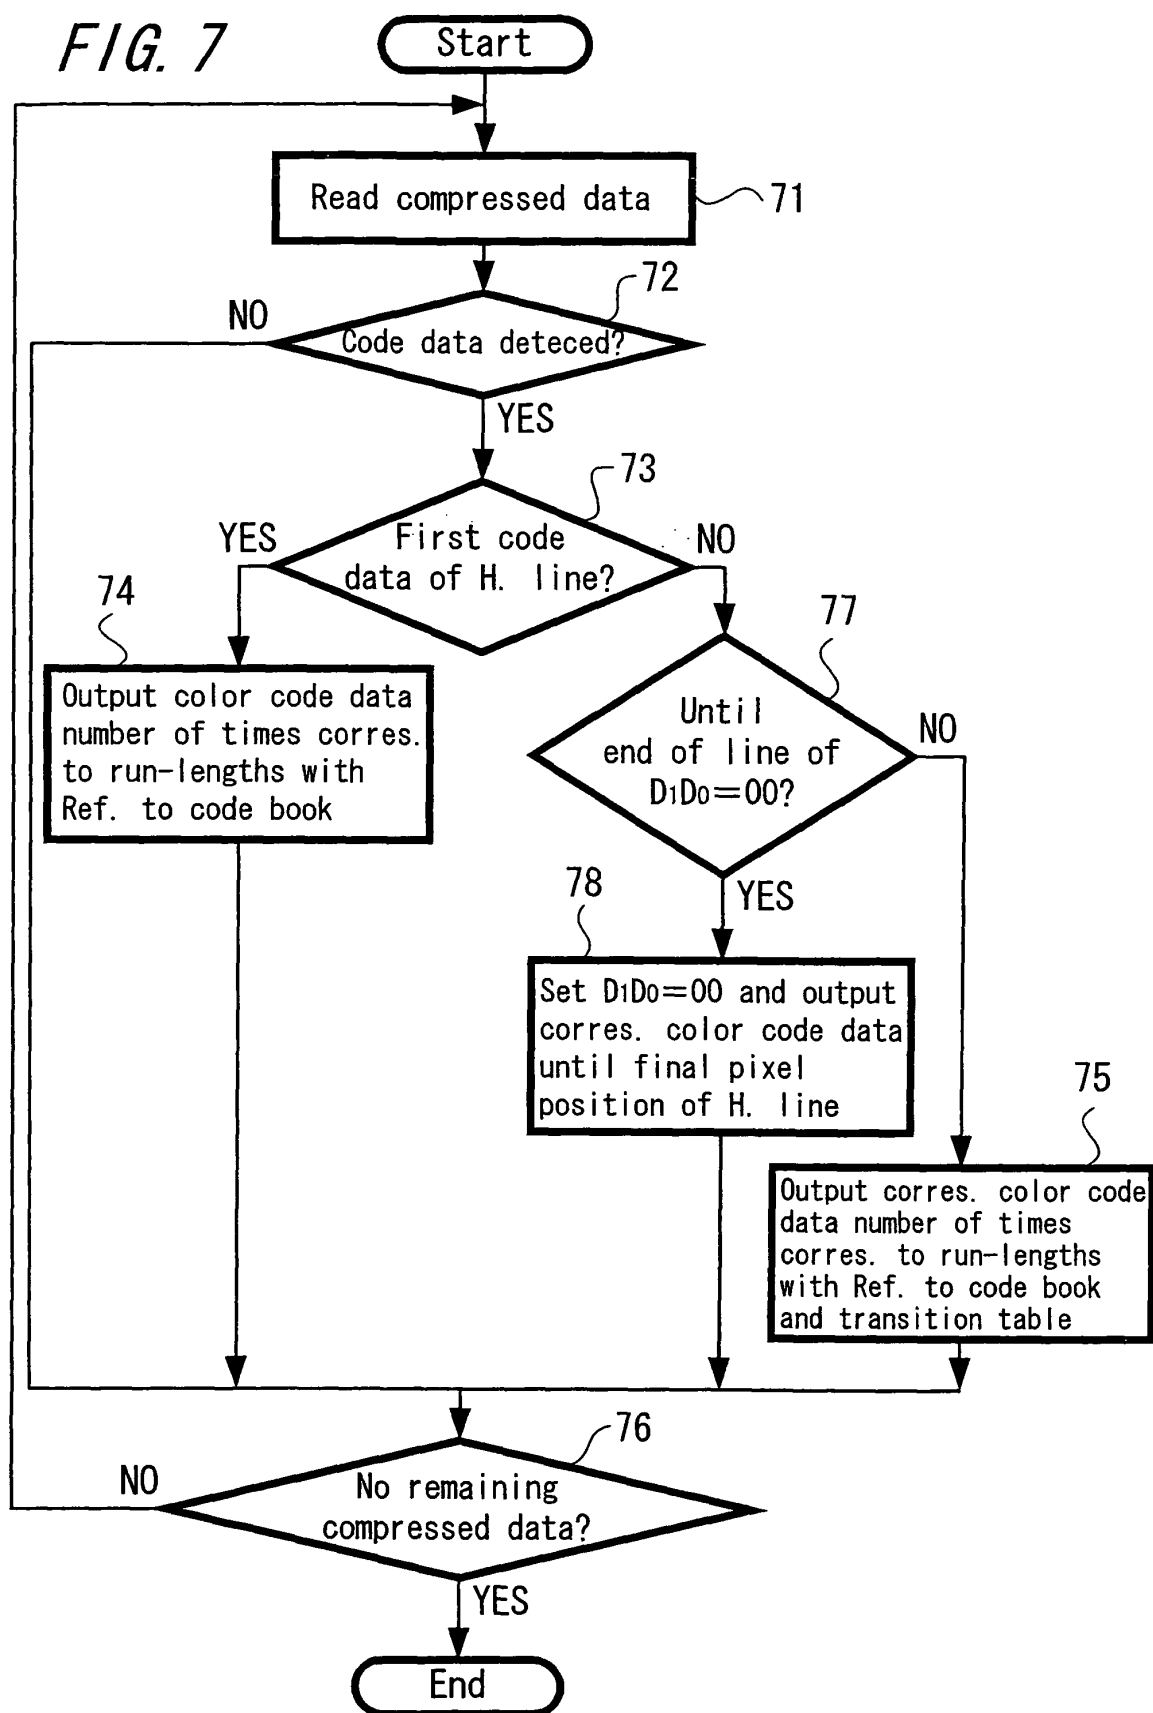 FIG. 7
Start
Read compressed data
71
72
NO
Code data deteced?
YES
73
YES
First code
data of H. line?
NO
74
Output color code data
number of times corres.
to run-lengths with
Ref. to code book
77
Until
end of line of
D1D0=00?
NO
YES
78
Set D1D0=00 and output
corres. color code data
until final pixel
position of H. line
75
Output corres. color code
data number of times
corres. to run-lengths
with Ref. to code book
and transition table
76
NO
No remaining
compressed data?
YES
End